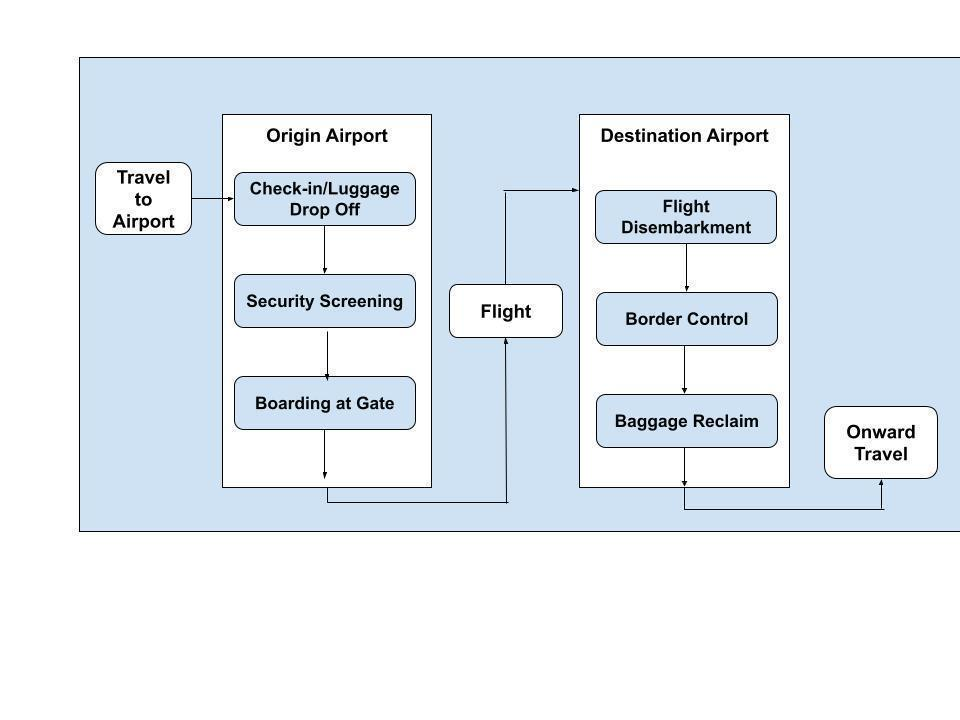 Origin Airport
Destination Airport
Travel
to
Airport
Check-in/Luggage
Drop Off
Security Screening
Boarding at Gate
Flight
Flight
Disembarkment
Border Control
Baggage Reclaim
Onward
Travel